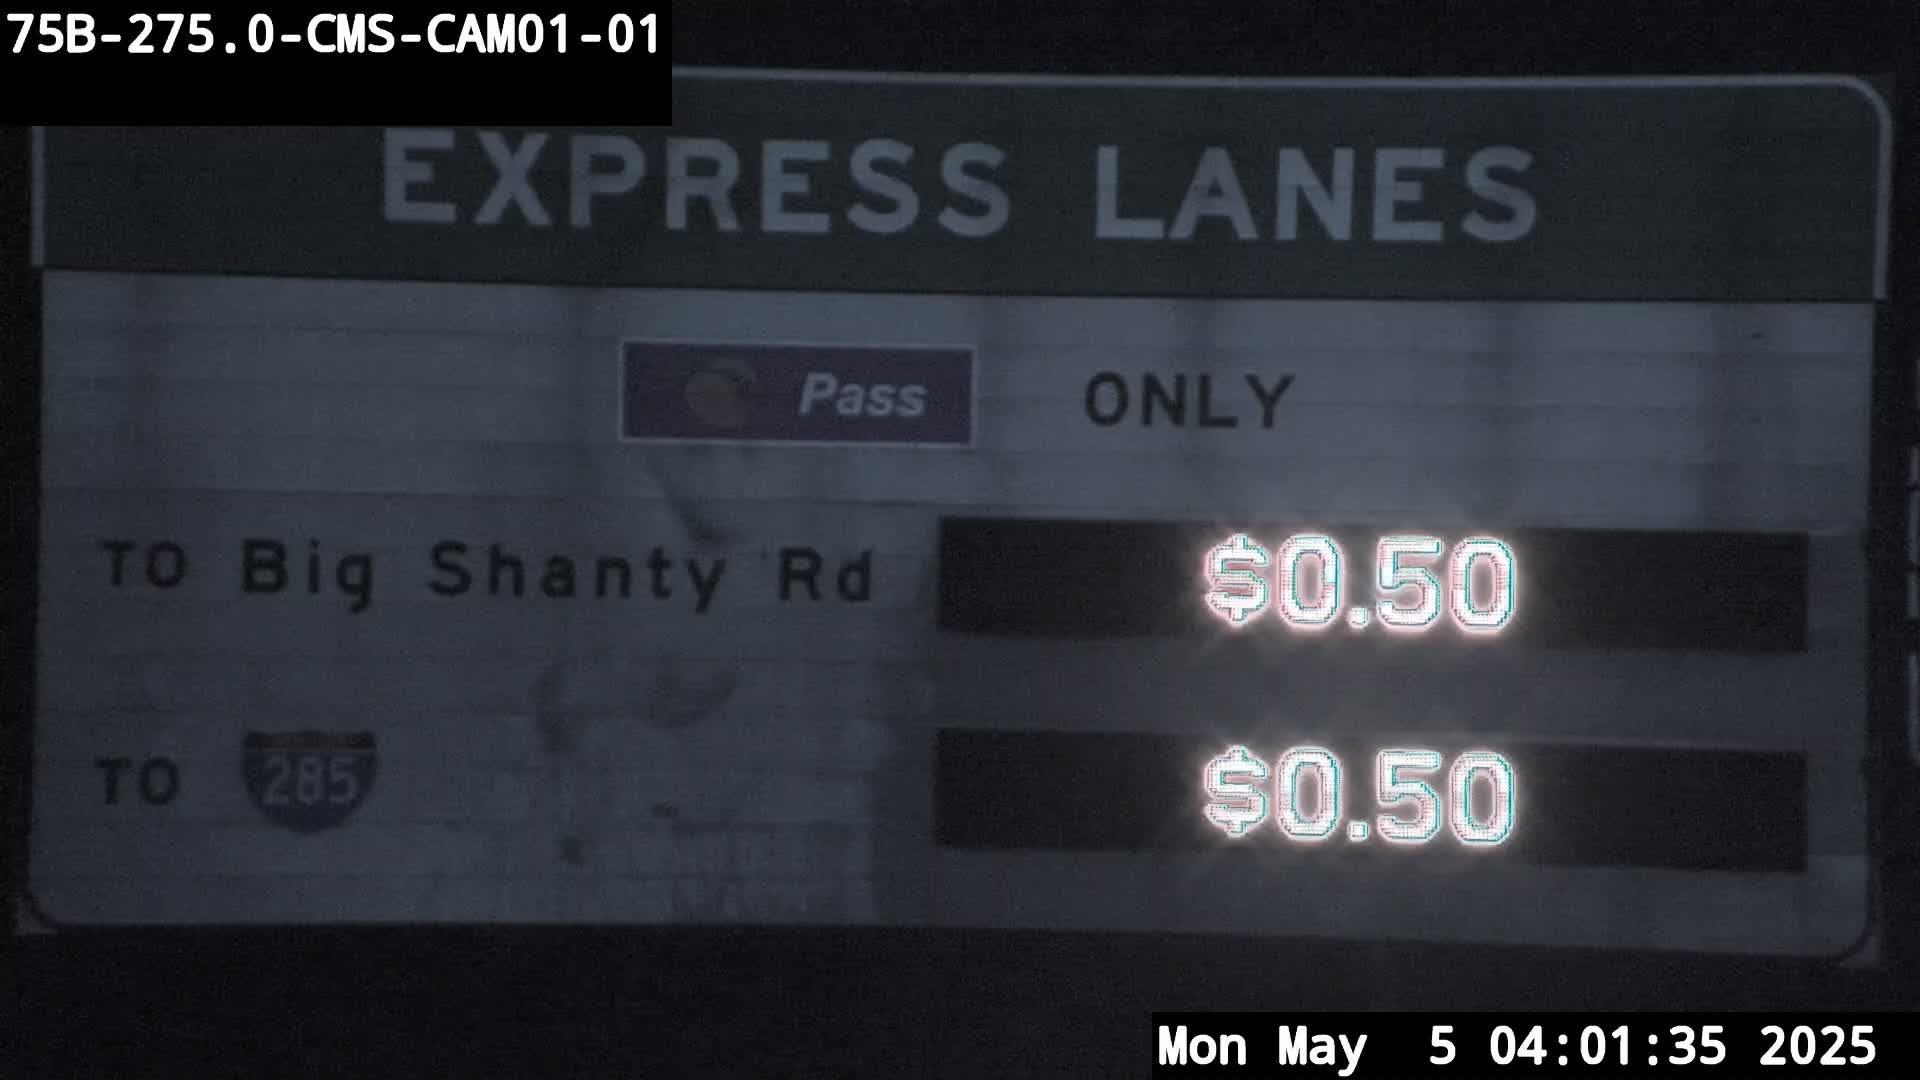 75B-275.0-CMS-CAM01-01
EXPRESS LANES
Pass ONLY
TO Big Shanty Rd $0.50
TO 285 $0.50
Mon May 5 04:01:35 2025